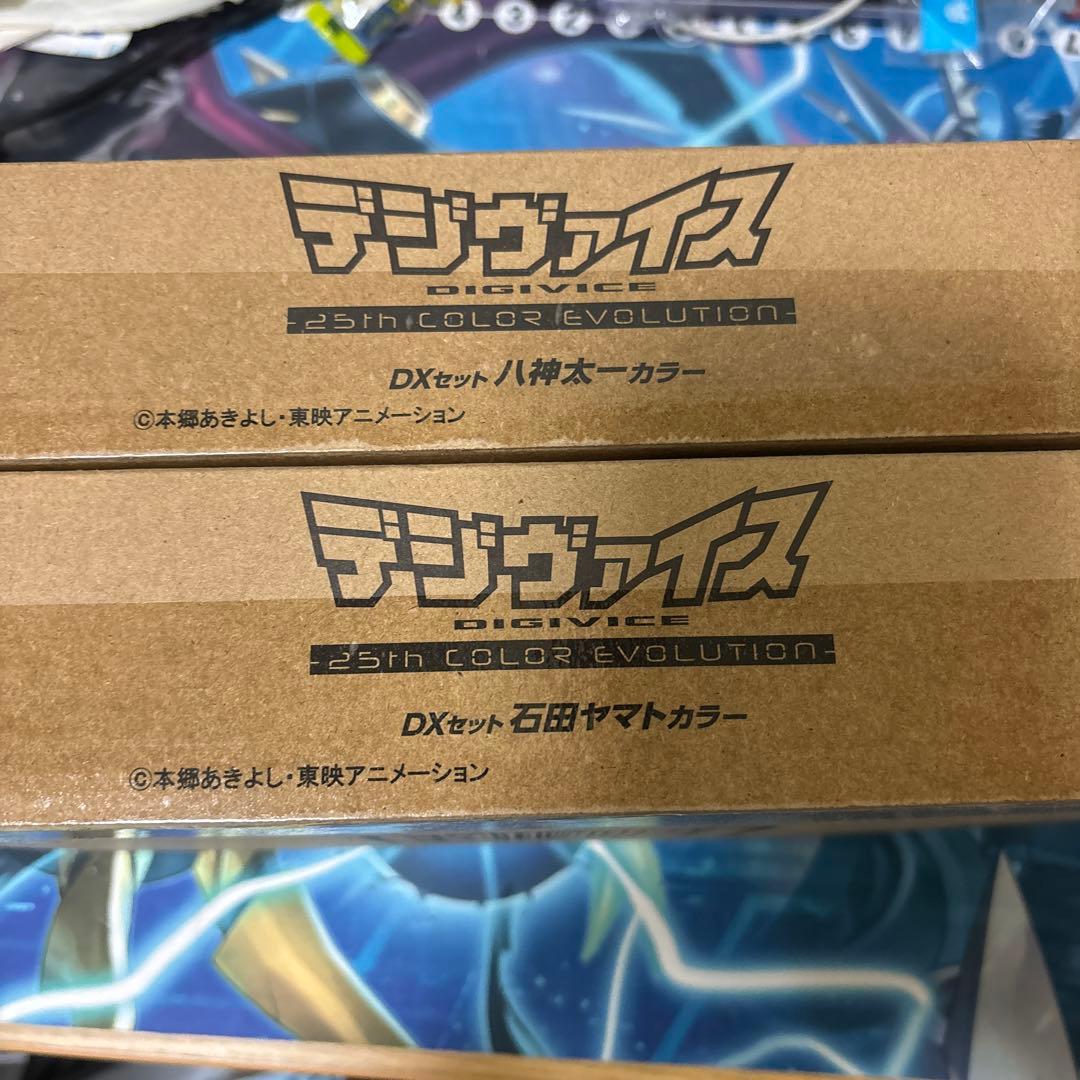 デジヴァイス
DIGIVICE
-25th COLOR EVOLUTION-
DXセット 八神太一カラー
©本郷あきよし・東映アニメーション
デジヴァイス
DIGIVICE
-25th COLOR EVOLUTION-
DXセット 石田ヤマトカラー
©本郷あきよし・東映アニメーション